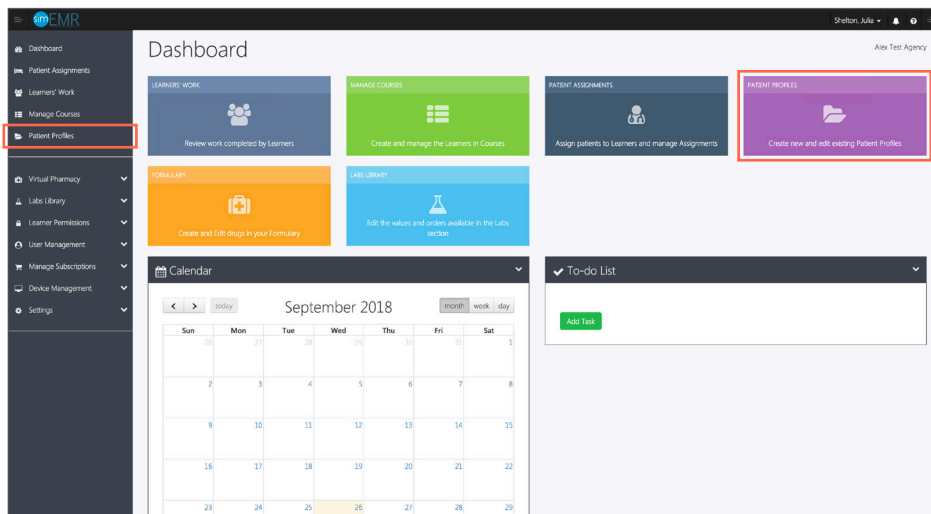 simEMR
Shelton, Julia
Dashboard
Patient Assignments
Learners' Work
Manage Courses
Patient Profiles
Virtual Pharmacy
Labs Library
Learner Permissions
User Management
Manage Subscriptions
Device Management
Settings
Dashboard
Alex Test Agency
LEARNERS' WORK
Review work completed by Learners
MANAGE COURSES
Create and manage the Learners in Courses
PATIENT ASSIGNMENTS
Assign patients to Learners and manage Assignments
PATIENT PROFILES
Create new and edit existing Patient Profiles
FORMULARY
Create and Edit drugs in your Formulary
LABS LIBRARY
Edit the values and orders available in the Labs
section
Calendar
today
September 2018
month week day
Sun Mon Tue Wed Thu Fri Sat
26 27 28 29 30 31 1
2 3 4 5 6 7 8
9 10 11 12 13 14 15
16 17 18 19 20 21 22
23 24 25 26 27 28 29
To-do List
Add Task